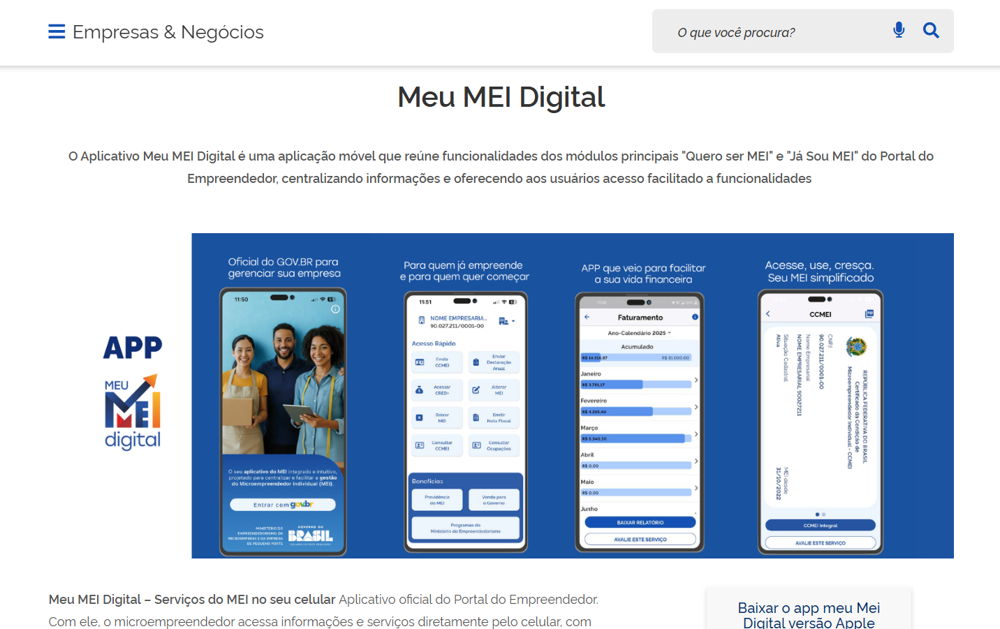 Empresas & Negócios
O que você procura?
Meu MEI Digital
O Aplicativo Meu MEI Digital é uma aplicação móvel que reúne funcionalidades dos módulos principais "Quero ser MEI" e "Já Sou MEI" do Portal do
Empreendedor, centralizando informações e oferecendo aos usuários acesso facilitado a funcionalidades
APP
MEU
MEI
digital
Oficial do GOV.BR para
gerenciar sua empresa
11:50
O seu aplicativo do MEI integrado e intuitivo,
projetado para centralizar e facilitar a gestão
do Microempreendedor Individual (MEI).
Entrar com gov.br
MINISTÉRIO DO
EMPREENDEDORISMO, DA
MICROEMPRESA E DA EMPRESA
DE PEQUENO PORTE
GOVERNO DO
BRASIL
Para quem já empreende
e para quem quer começar
11:51
NOME EMPRESARIA...
90.027.211/0001-00
Acesso Rápido
Emitir
CCMEI
Enviar
Declaração
Anual
Acessar
CRED+
Alterar
MEI
Baixar
MEI
Emitir
Nota Fiscal
Consultar
CCMEI
Consultar
Ocupações
Benefícios
Previdência
do MEI
Venda para
o Governo
Programas do
Ministério do Empreendedorismo
APP que veio para facilitar
a sua vida financeira
Faturamento
Ano-Calendário 2025
Acumulado
R$ 14.516,87
R$ 81.000.00
Janeiro
R$ 3.781,17
Fevereiro
R$ 4.395,40
Março
R$ 6.340,30
Abril
R$ 0.00
Maio
R$ 0.00
Junho
BAIXAR RELATÓRIO
AVALIE ESTE SERVIÇO
Acesse, use, cresça.
Seu MEI simplificado
CCMEI
PDF
REPÚBLICA FEDERATIVA DO BRASIL
Certificado da Condição de
Microempreendedor Individual - CCMEI
CNPJ
90.027.211/0001-00
Nome Empresarial
NOME EMPRESARIAL 90027211
Situação Cadastral
Ativa
MEI desde
31/10/2022
CCMEI Integral
AVALIE ESTE SERVIÇO
Meu MEI Digital – Serviços do MEI no seu celular Aplicativo oficial do Portal do Empreendedor.
Com ele, o microempreendedor acessa informações e serviços diretamente pelo celular, com
Baixar o app meu Mei
Digital versão Apple